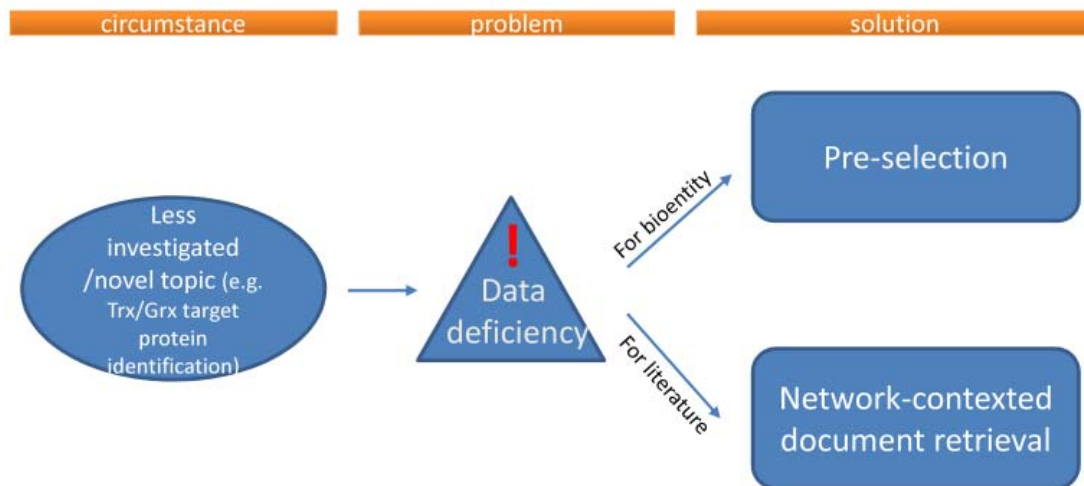 circumstance
problem
solution
Less
investigated
/novel topic (e.g.
Trx/Grx target
protein
identification)
!
Data
deficiency
For bioentity
Pre-selection
For literature
Network-contexted
document retrieval